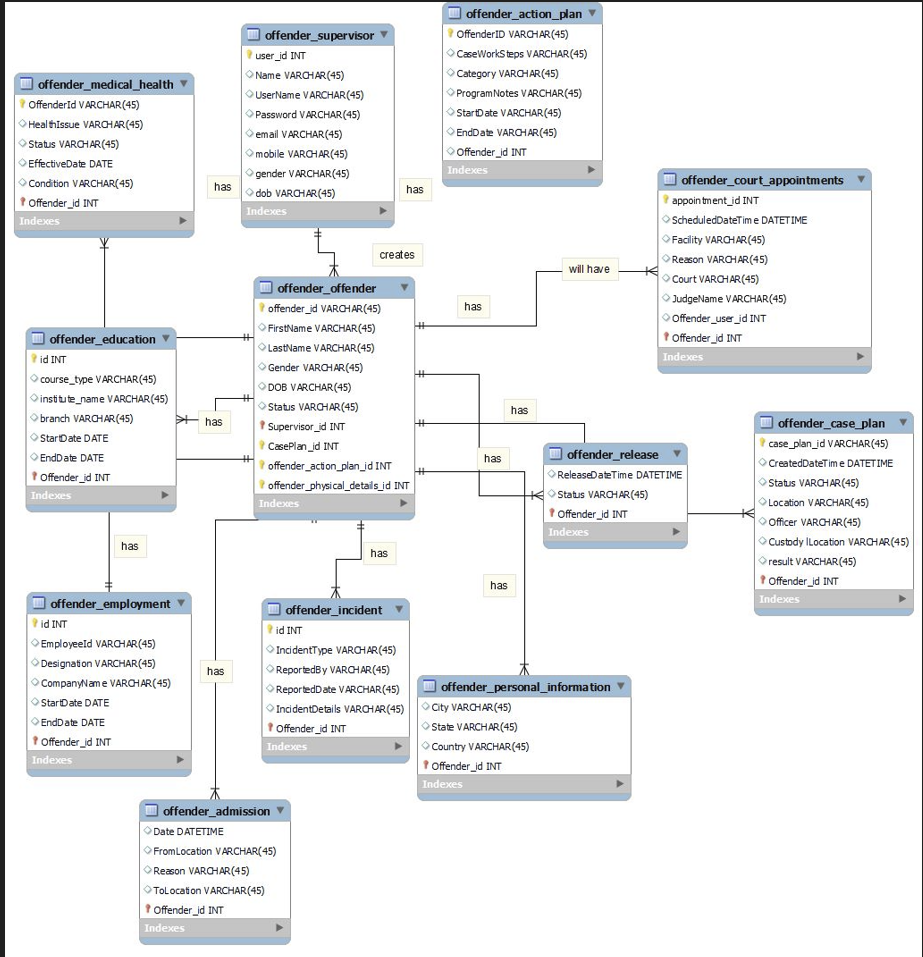 offender_action_plan
OffenderID VARCHAR(45)
CaseWorkSteps VARCHAR(45)
Category VARCHAR(45)
ProgramNotes VARCHAR(45)
StartDate VARCHAR(45)
EndDate VARCHAR(45)
Offender_id INT
Indexes
offender_supervisor
user_id INT
Name VARCHAR(45)
UserName VARCHAR(45)
Password VARCHAR(45)
email VARCHAR(45)
mobile VARCHAR(45)
gender VARCHAR(45)
dob VARCHAR(45)
Indexes
offender_medical_health
OffenderId VARCHAR(45)
HealthIssue VARCHAR(45)
Status VARCHAR(45)
EffectiveDate DATE
Condition VARCHAR(45)
Offender_id INT
Indexes
has
has
creates
offender_court_appointments
appointment_id INT
ScheduledDateTime DATETIME
Facility VARCHAR(45)
Reason VARCHAR(45)
Court VARCHAR(45)
JudgeName VARCHAR(45)
Offender_user_id INT
Offender_id INT
Indexes
will have
has
offender_offender
offender_id VARCHAR(45)
FirstName VARCHAR(45)
LastName VARCHAR(45)
Gender VARCHAR(45)
DOB VARCHAR(45)
Status VARCHAR(45)
Supervisor_id INT
CasePlan_id INT
offender_action_plan_id INT
offender_physical_details_id INT
Indexes
offender_education
id INT
course_type VARCHAR(45)
institute_name VARCHAR(45)
branch VARCHAR(45)
StartDate DATE
EndDate DATE
Offender_id INT
Indexes
has
has
has
offender_release
ReleaseDateTime DATETIME
Status VARCHAR(45)
Offender_id INT
Indexes
offender_case_plan
case_plan_id VARCHAR(45)
CreatedDateTime DATETIME
Status VARCHAR(45)
Location VARCHAR(45)
Officer VARCHAR(45)
Custody lLocation VARCHAR(45)
result VARCHAR(45)
Offender_id INT
Indexes
has
has
has
offender_employment
id INT
EmployeeId VARCHAR(45)
Designation VARCHAR(45)
CompanyName VARCHAR(45)
StartDate DATE
EndDate DATE
Offender_id INT
Indexes
has
offender_incident
id INT
IncidentType VARCHAR(45)
ReportedBy VARCHAR(45)
ReportedDate VARCHAR(45)
IncidentDetails VARCHAR(45)
Offender_id INT
Indexes
offender_personal_information
City VARCHAR(45)
State VARCHAR(45)
Country VARCHAR(45)
Offender_id INT
Indexes
offender_admission
Date DATETIME
FromLocation VARCHAR(45)
Reason VARCHAR(45)
ToLocation VARCHAR(45)
Offender_id INT
Indexes